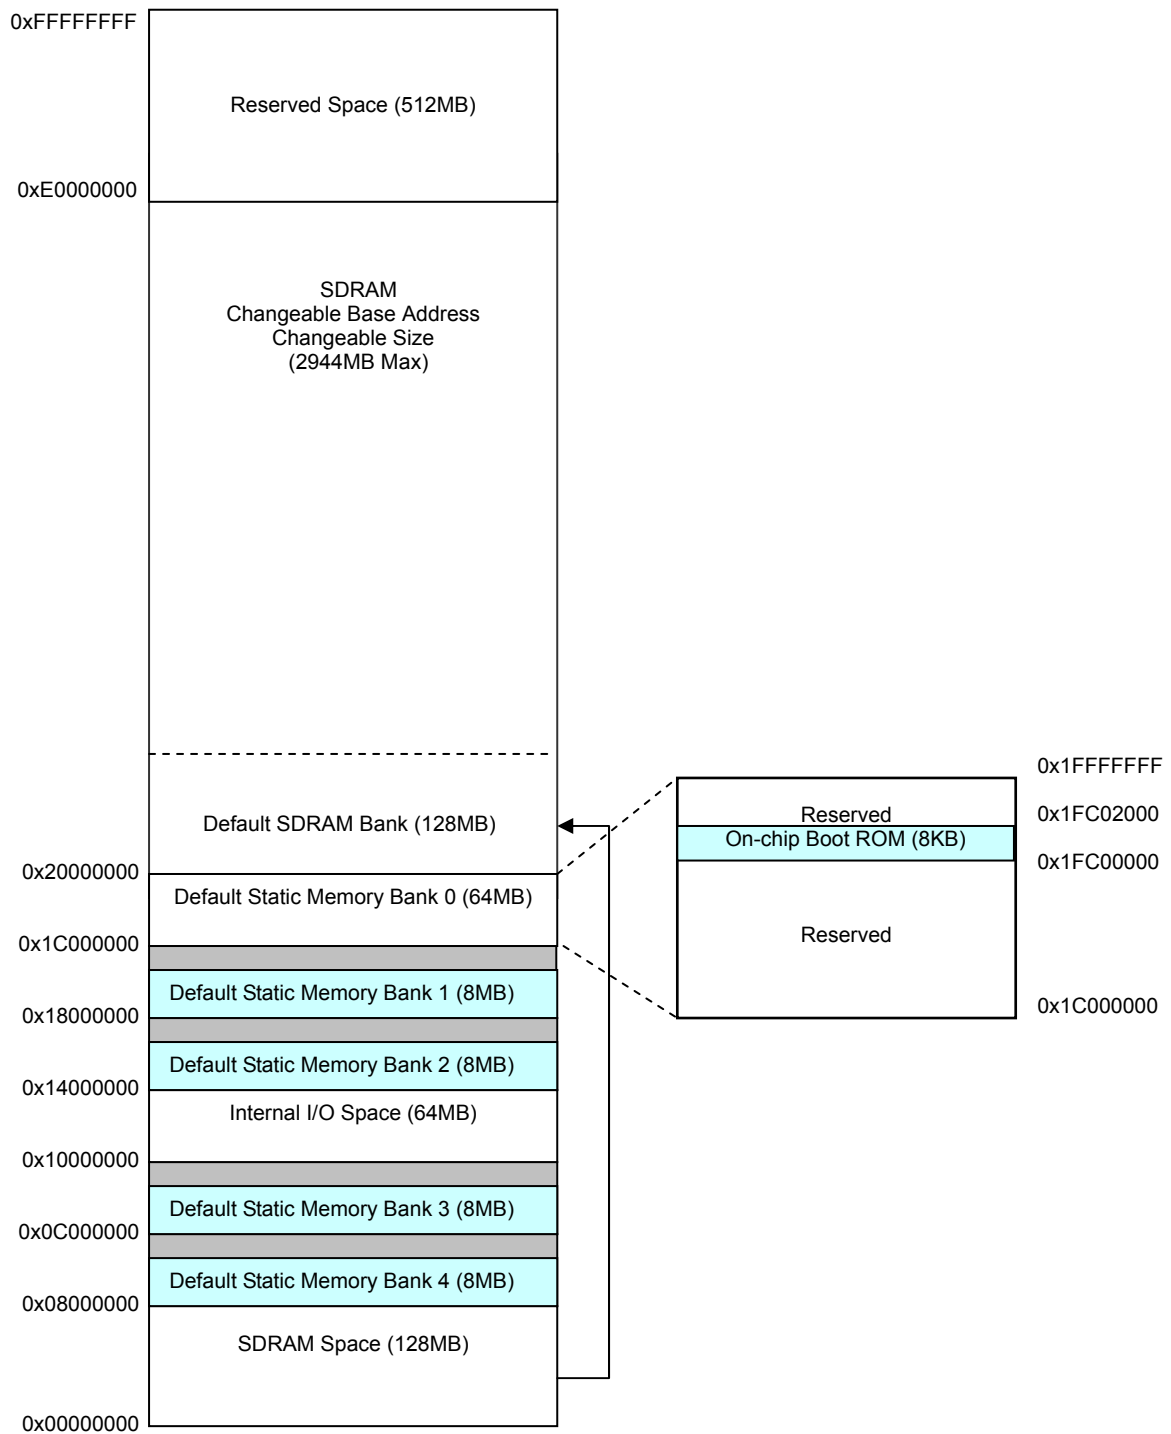 0xFFFFFFFF
Reserved Space (512MB)
0xE0000000
SDRAM
Changeable Base Address
Changeable Size
(2944MB Max)
Default SDRAM Bank (128MB)
0x20000000
Default Static Memory Bank 0 (64MB)
0x1C000000
Default Static Memory Bank 1 (8MB)
0x18000000
Default Static Memory Bank 2 (8MB)
0x14000000
Internal I/O Space (64MB)
0x10000000
Default Static Memory Bank 3 (8MB)
0x0C000000
Default Static Memory Bank 4 (8MB)
0x08000000
SDRAM Space (128MB)
0x00000000
0x1FFFFFFF
Reserved
0x1FC02000
On-chip Boot ROM (8KB)
0x1FC00000
Reserved
0x1C000000